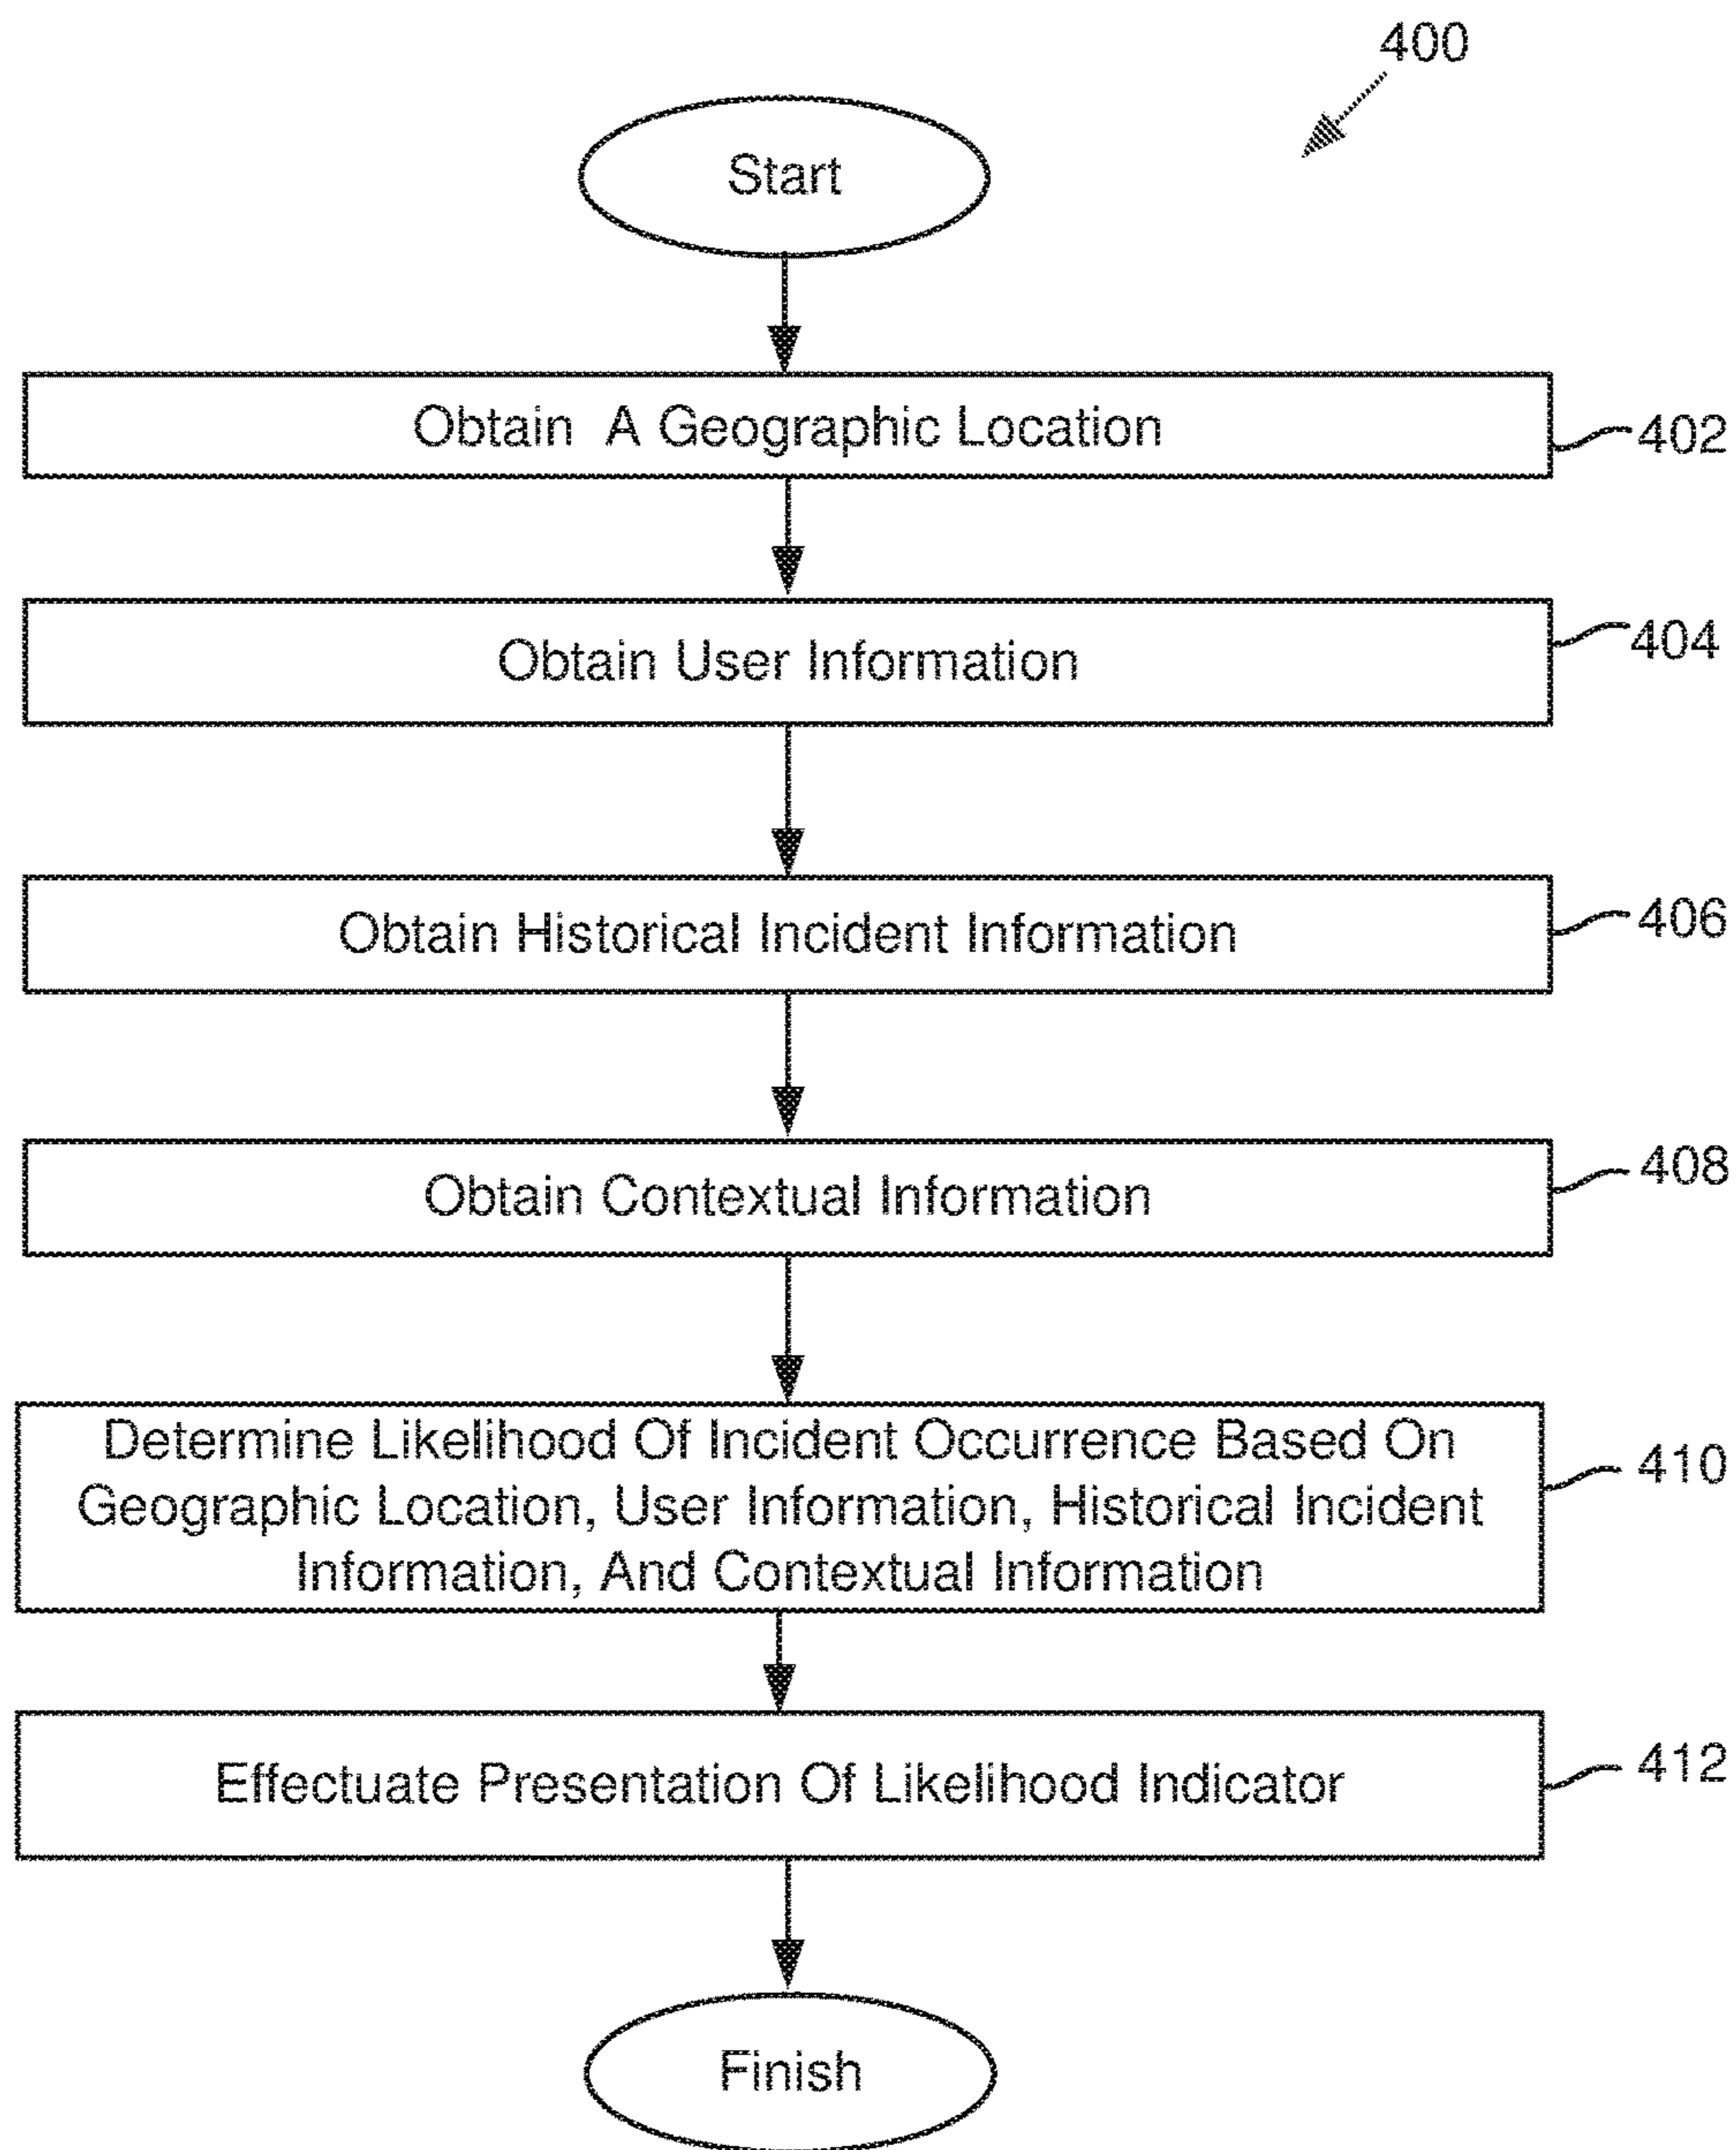 400
Start
Obtain A Geographic Location
402
Obtain User Information
404
Obtain Historical Incident Information
406
Obtain Contextual Information
408
Determine Likelihood Of Incident Occurrence Based On
Geographic Location, User Information, Historical Incident
Information, And Contextual Information
410
Effectuate Presentation Of Likelihood Indicator
412
Finish